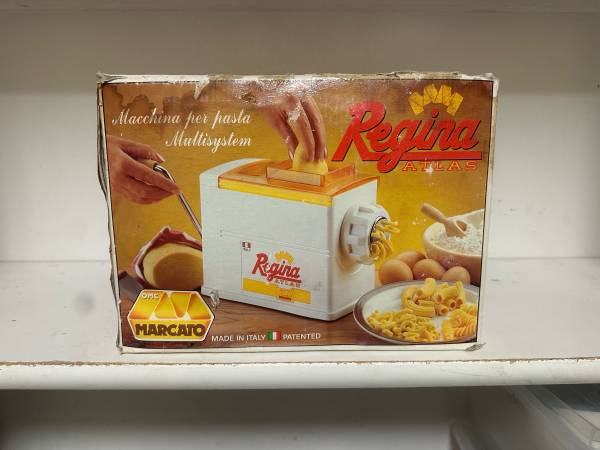 Macchina per pasta
Multisystem
Regina
ATLAS
Regina
ATLAS
OMC
MARCATO
MADE IN ITALY PATENTED